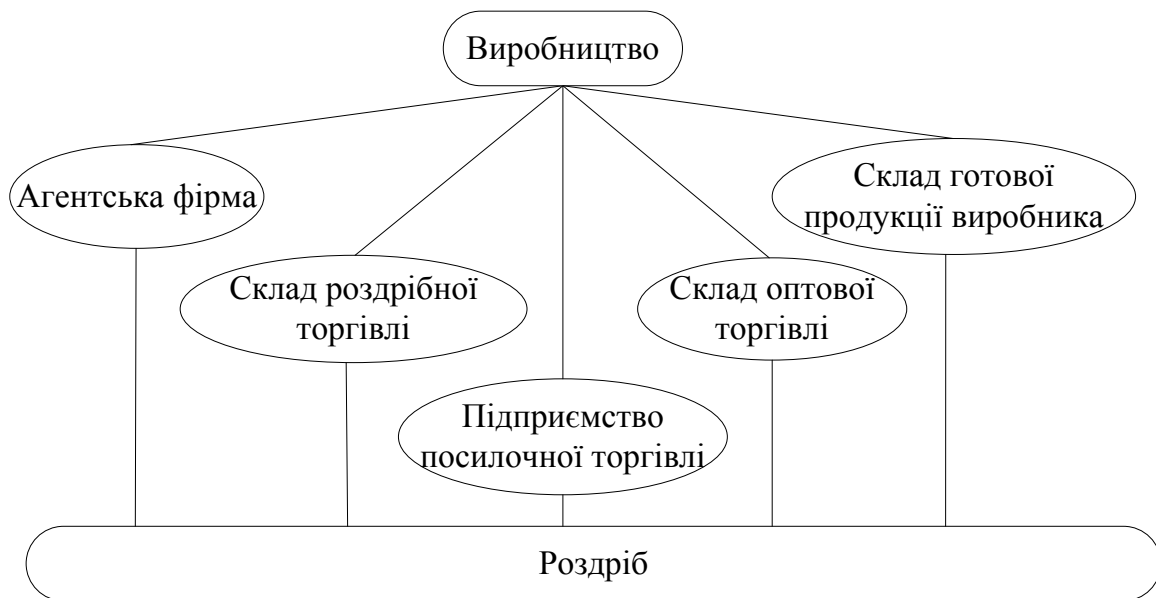 Виробництво
Агентська фірма
Склад готової
продукції виробника
Склад роздрібної
торгівлі
Склад оптової
торгівлі
Підприємство
посилочної торгівлі
Роздріб